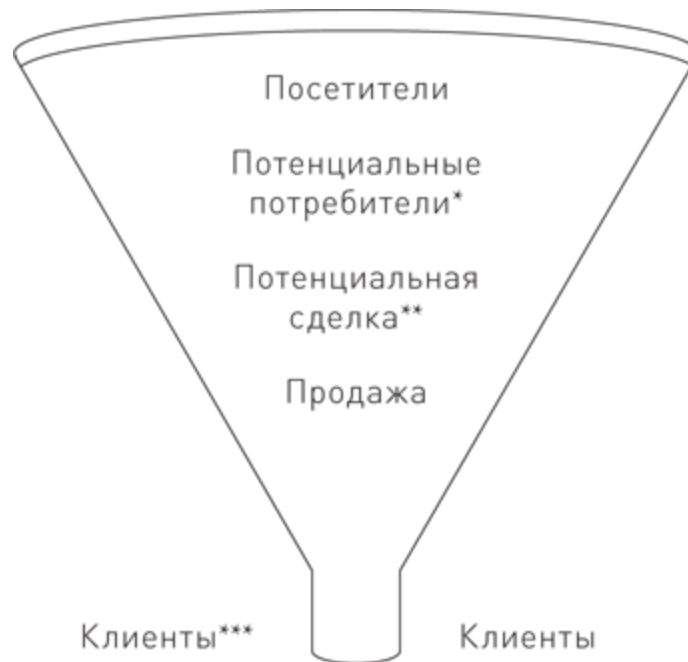 Посетители
Потенциальные
потребители*
Потенциальная
сделка**
Продажа
Клиенты*** Клиенты